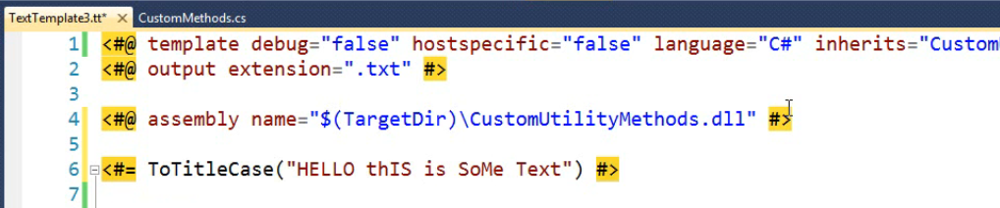 TextTemplate3.tt* × CustomMethods.cs
1 <#@ template debug="false" hostspecific="false" language="C#" inherits="Custom
2 <#@ output extension=".txt" #>
3
4 <#@ assembly name="$(TargetDir)\CustomUtilityMethods.dll" #>
5
6 <#= ToTitleCase("HELLO thIS is SoMe Text") #>
7